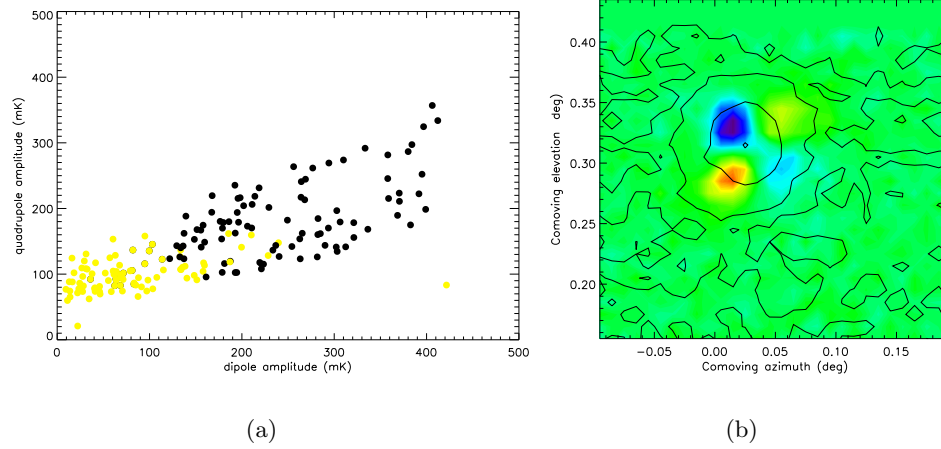 500
400
300
200
100
0
quadrupole amplitude (mK)
0 100 200 300 400 500
dipole amplitude (mK)
(a)
0.40
0.35
0.30
0.25
0.20
Comoving elevation deg)
−0.05 0.00 0.05 0.10 0.15
Comoving azimuth (deg)
(b)